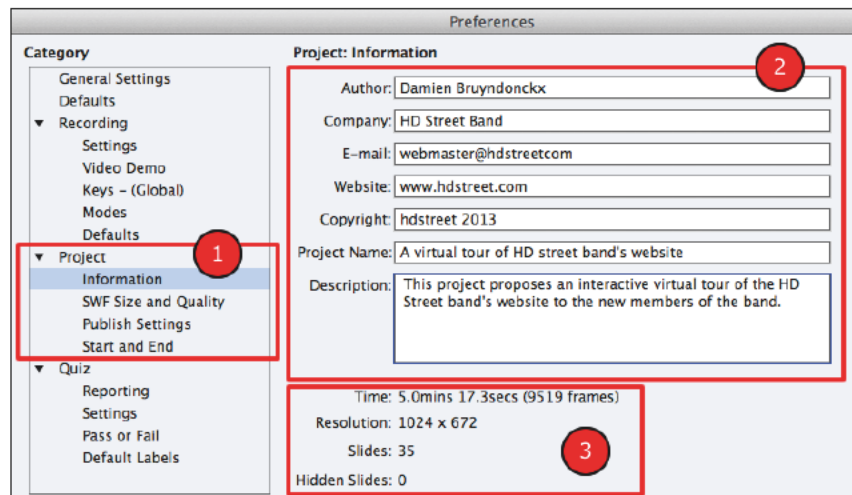 Preferences
Category
General Settings
Defaults
▼ Recording
Settings
Video Demo
Keys - (Global)
Modes
Defaults
▼ Project
Information
SWF Size and Quality
Publish Settings
Start and End
▼ Quiz
Reporting
Settings
Pass or Fail
Default Labels
1
Project: Information
2
Author: Damien Bruyndonckx
Company: HD Street Band
E-mail: webmaster@hdstreetcom
Website: www.hdstreet.com
Copyright: hdstreet 2013
Project Name: A virtual tour of HD street band's website
Description: This project proposes an interactive virtual tour of the HD
Street band's website to the new members of the band.
Time: 5.0mins 17.3secs (9519 frames)
Resolution: 1024 x 672
Slides: 35
Hidden Slides: 0
3